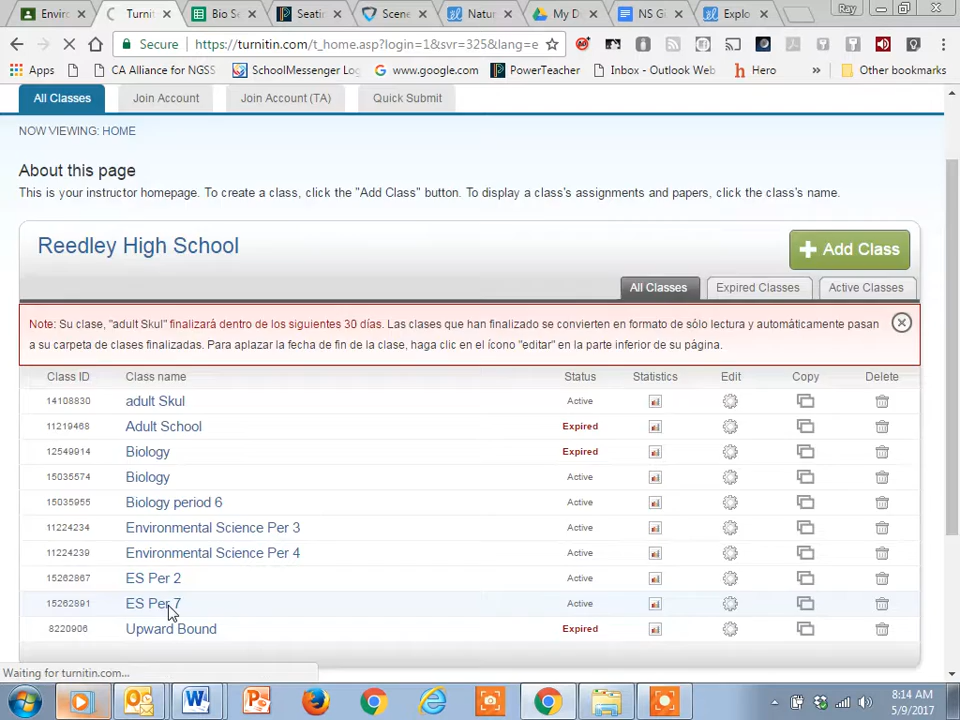 Enviro
Turnit
Bio S
Seatin
Scene
Natur
My D
NS Gi
Explo
Ray
Secure
https://turnitin.com/t_home.asp?login=1&svr=325&lang=e
Apps
CA Alliance for NGSS
SchoolMessenger Log
www.google.com
PowerTeacher
Inbox - Outlook Web
Hero
»
Other bookmarks
All Classes
Join Account
Join Account (TA)
Quick Submit
NOW VIEWING: HOME
About this page
This is your instructor homepage. To create a class, click the "Add Class" button. To display a class's assignments and papers, click the class's name.
Reedley High School
Add Class
All Classes
Expired Classes
Active Classes
Note: Su clase, "adult Skul" finalizará dentro de los siguientes 30 días. Las clases que han finalizado se convierten en formato de sólo lectura y automáticamente pasan
a su carpeta de clases finalizadas. Para aplazar la fecha de fin de la clase, haga clic en el ícono "editar" en la parte inferior de su página.
Class ID Class name Status Statistics Edit Copy Delete
14108830 adult Skul Active
11219468 Adult School Expired
12549914 Biology Expired
15035574 Biology Active
15035955 Biology period 6 Active
11224234 Environmental Science Per 3 Active
11224239 Environmental Science Per 4 Active
15262867 ES Per 2 Active
15262891 ES Per 7 Active
8220906 Upward Bound Expired
Waiting for turnitin.com...
8:14 AM
5/9/2017